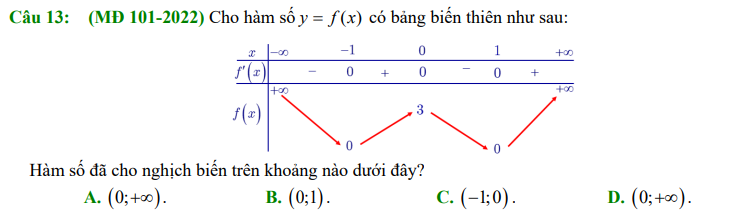 Câu 13: (MĐ 101-2022) Cho hàm số y = f(x) có bảng biến thiên như sau:
x −∞ −1 0 1 +∞
f'(x) − 0 + 0 − 0 +
+∞ +∞
f(x) 3
0 0
Hàm số đã cho nghịch biến trên khoảng nào dưới đây?
A. (0;+∞). B. (0;1). C. (−1;0). D. (0;+∞).